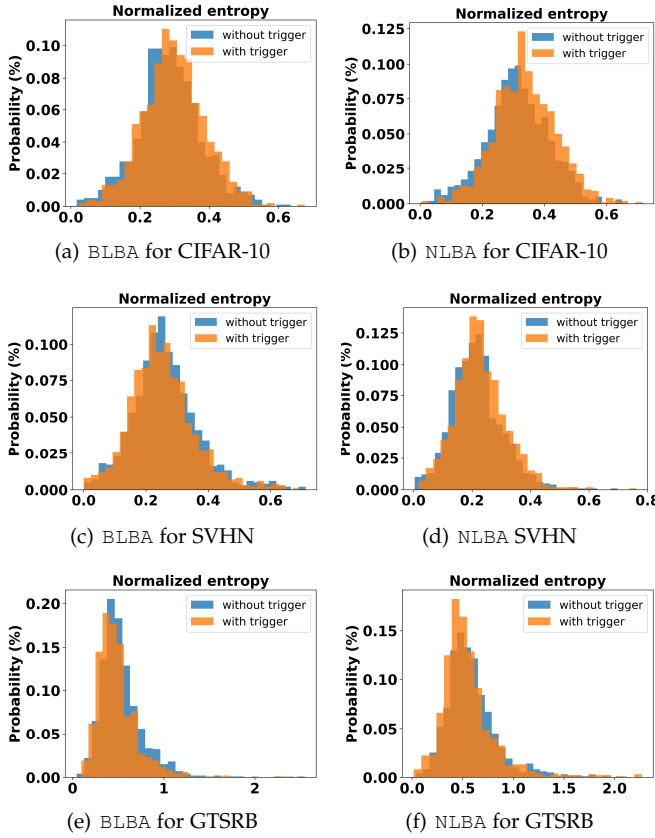 Normalized entropy
without trigger
with trigger
Probability (%)
0.10
0.08
0.06
0.04
0.02
0.00
0.0 0.2 0.4 0.6
(a) BLBA for CIFAR-10
Normalized entropy
without trigger
with trigger
Probability (%)
0.125
0.100
0.075
0.050
0.025
0.000
0.0 0.2 0.4 0.6
(b) NLBA for CIFAR-10
Normalized entropy
without trigger
with trigger
Probability (%)
0.100
0.075
0.050
0.025
0.000
0.0 0.2 0.4 0.6
(c) BLBA for SVHN
Normalized entropy
without trigger
with trigger
Probability (%)
0.125
0.100
0.075
0.050
0.025
0.000
0.0 0.2 0.4 0.6 0.8
(d) NLBA SVHN
Normalized entropy
without trigger
with trigger
Probability (%)
0.20
0.15
0.10
0.05
0.00
0 1 2
(e) BLBA for GTSRB
Normalized entropy
without trigger
with trigger
Probability (%)
0.15
0.10
0.05
0.00
0.0 0.5 1.0 1.5 2.0
(f) NLBA for GTSRB